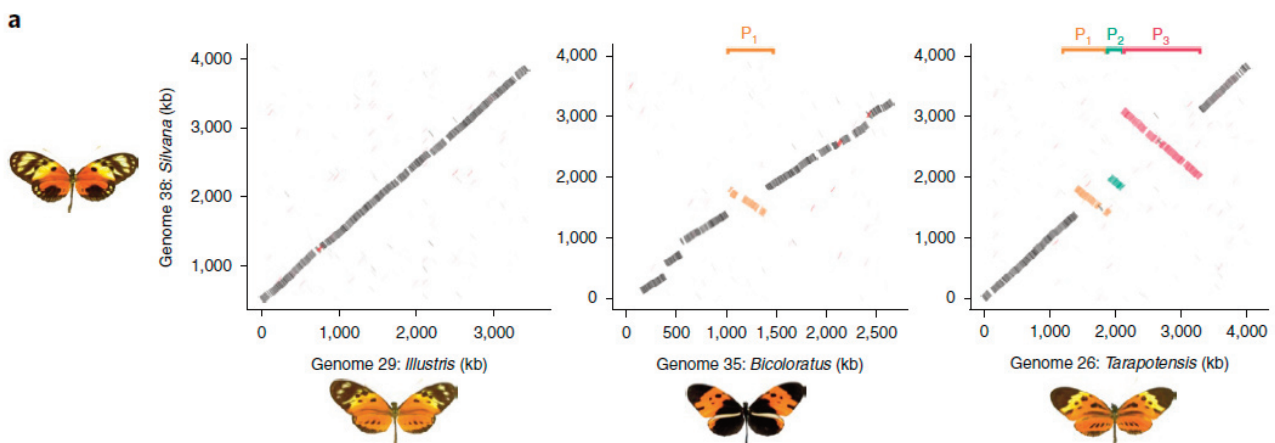 a
P1
P1 P2 P3
4,000
3,000
2,000
1,000
Genome 38: Silvana (kb)
0 1,000 2,000 3,000
Genome 29: Illustris (kb)
4,000
3,000
2,000
1,000
0
0 500 1,000 1,500 2,000 2,500
Genome 35: Bicoloratus (kb)
4,000
3,000
2,000
1,000
0
0 1,000 2,000 3,000 4,000
Genome 26: Tarapotensis (kb)